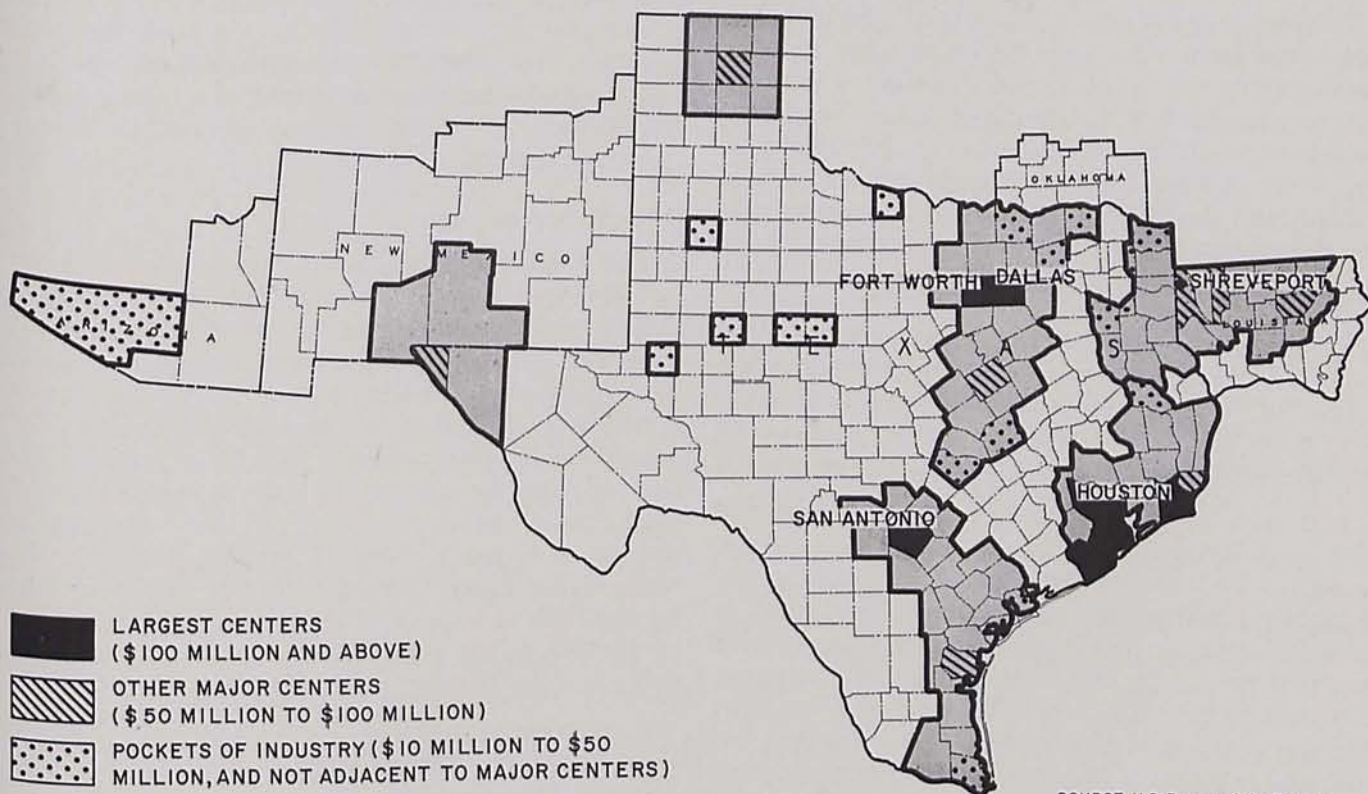 OKLAHOMA
NEW MEXICO
FORT WORTH
DALLAS
SHREVEPORT
ARIZONA
LOUISIANA
TEXAS
HOUSTON
SAN ANTONIO
LARGEST CENTERS
($100 MILLION AND ABOVE)
OTHER MAJOR CENTERS
($50 MILLION TO $100 MILLION)
POCKETS OF INDUSTRY ($10 MILLION TO $50
MILLION, AND NOT ADJACENT TO MAJOR CENTERS)